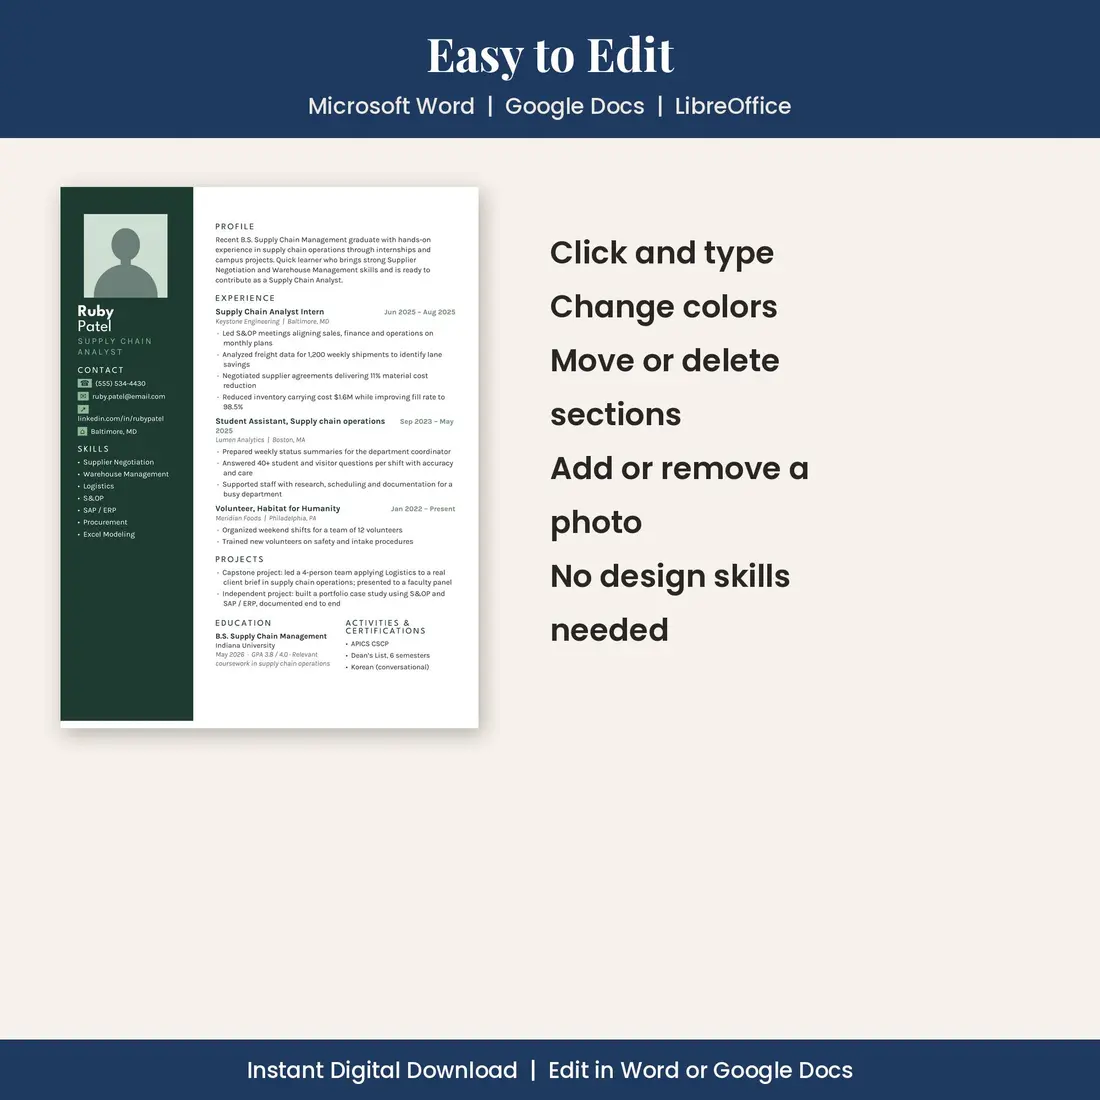 Easy to Edit
Microsoft Word | Google Docs | LibreOffice
Ruby
Patel
SUPPLY CHAIN
ANALYST
CONTACT
(555) 534-4430
ruby.patel@email.com
linkedin.com/in/rubypatel
Baltimore, MD
SKILLS
• Supplier Negotiation
• Warehouse Management
• Logistics
• S&OP
• SAP / ERP
• Procurement
• Excel Modeling
PROFILE
Recent B.S. Supply Chain Management graduate with hands-on
experience in supply chain operations through internships and
campus projects. Quick learner who brings strong Supplier
Negotiation and Warehouse Management skills and is ready to
contribute as a Supply Chain Analyst.
EXPERIENCE
Supply Chain Analyst Intern Jun 2025 – Aug 2025
Keystone Engineering | Baltimore, MD
· Led S&OP meetings aligning sales, finance and operations on
monthly plans
· Analyzed freight data for 1,200 weekly shipments to identify lane
savings
· Negotiated supplier agreements delivering 11% material cost
reduction
· Reduced inventory carrying cost $1.6M while improving fill rate to
98.5%
Student Assistant, Supply chain operations Sep 2023 – May
2025
Lumen Analytics | Boston, MA
· Prepared weekly status summaries for the department coordinator
· Answered 40+ student and visitor questions per shift with accuracy
and care
· Supported staff with research, scheduling and documentation for a
busy department
Volunteer, Habitat for Humanity Jan 2022 – Present
Meridian Foods | Philadelphia, PA
· Organized weekend shifts for a team of 12 volunteers
· Trained new volunteers on safety and intake procedures
PROJECTS
· Capstone project: led a 4-person team applying Logistics to a real
client brief in supply chain operations; presented to a faculty panel
· Independent project: built a portfolio case study using S&OP and
SAP / ERP, documented end to end
EDUCATION
B.S. Supply Chain Management
Indiana University
May 2026 · GPA 3.8 / 4.0 · Relevant
coursework in supply chain operations
ACTIVITIES &
CERTIFICATIONS
• APICS CSCP
• Dean's List, 6 semesters
• Korean (conversational)
Click and type
Change colors
Move or delete
sections
Add or remove a
photo
No design skills
needed
Instant Digital Download | Edit in Word or Google Docs